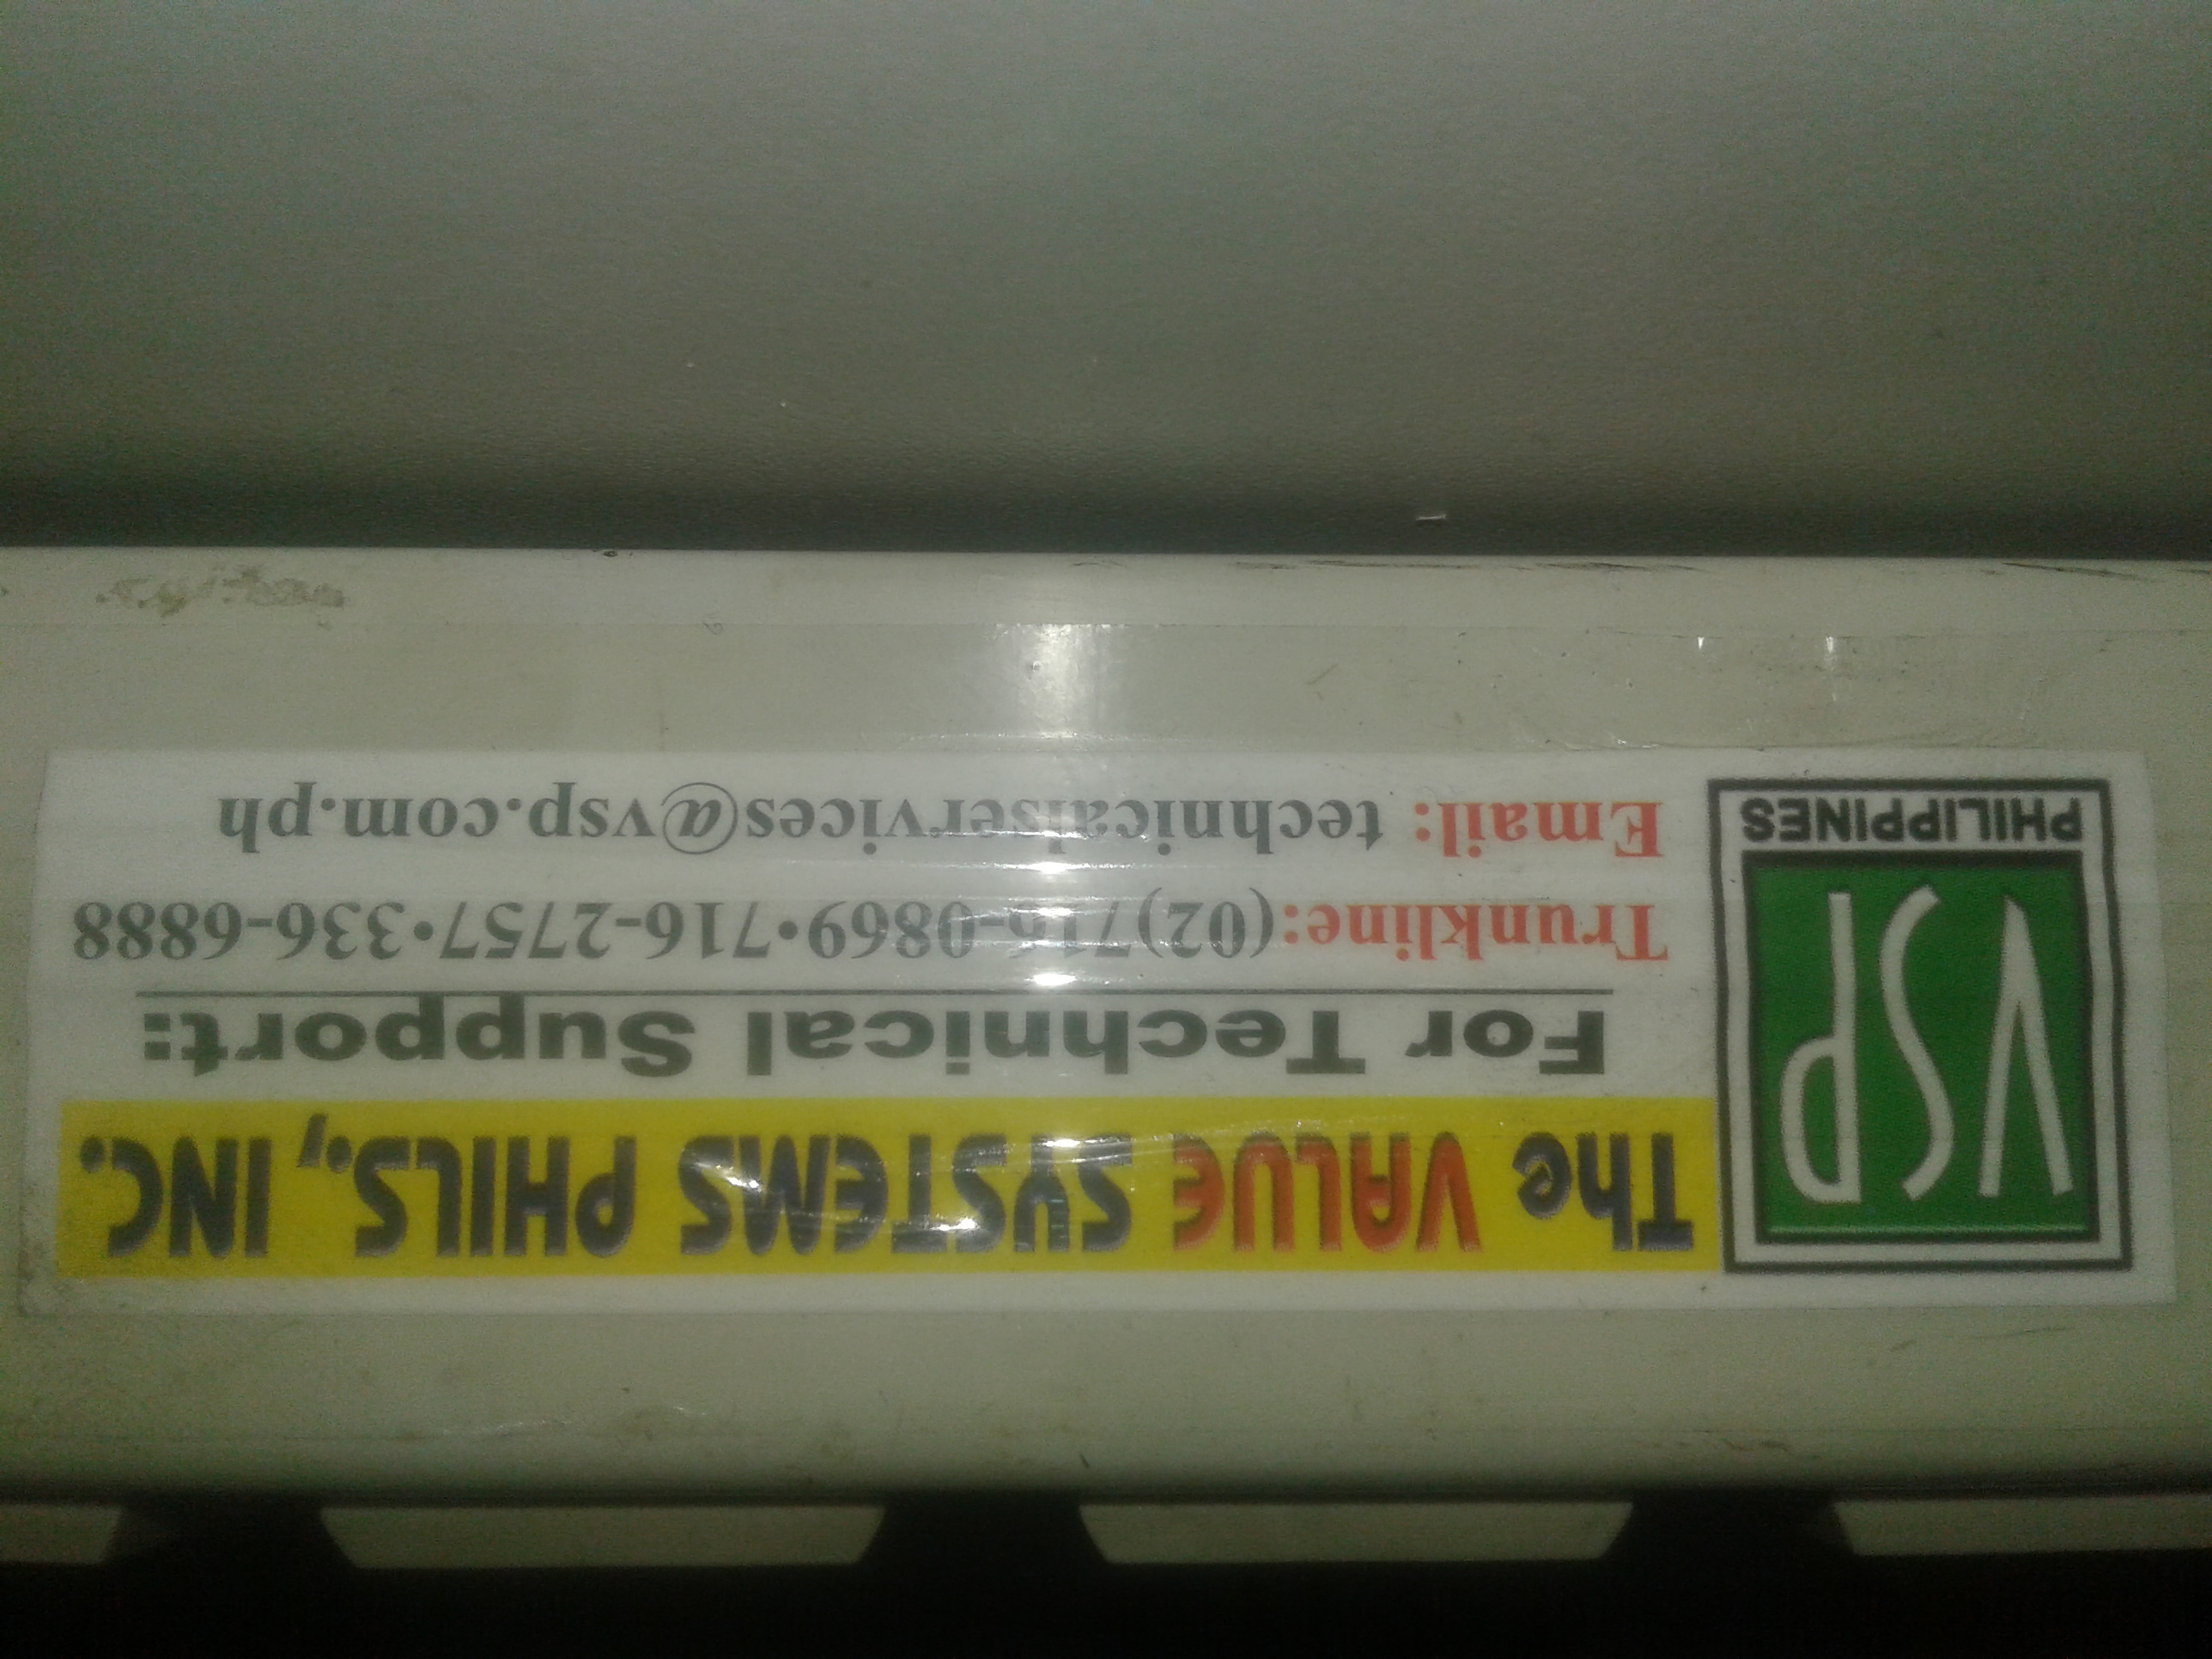 VSP
PHILIPPINES
The VALUE SYSTEMS PHILS., INC.
For Technical Support:
Trunkline:(02)716-0869•716-2757•336-6888
Email: technicalservices@vsp.com.ph